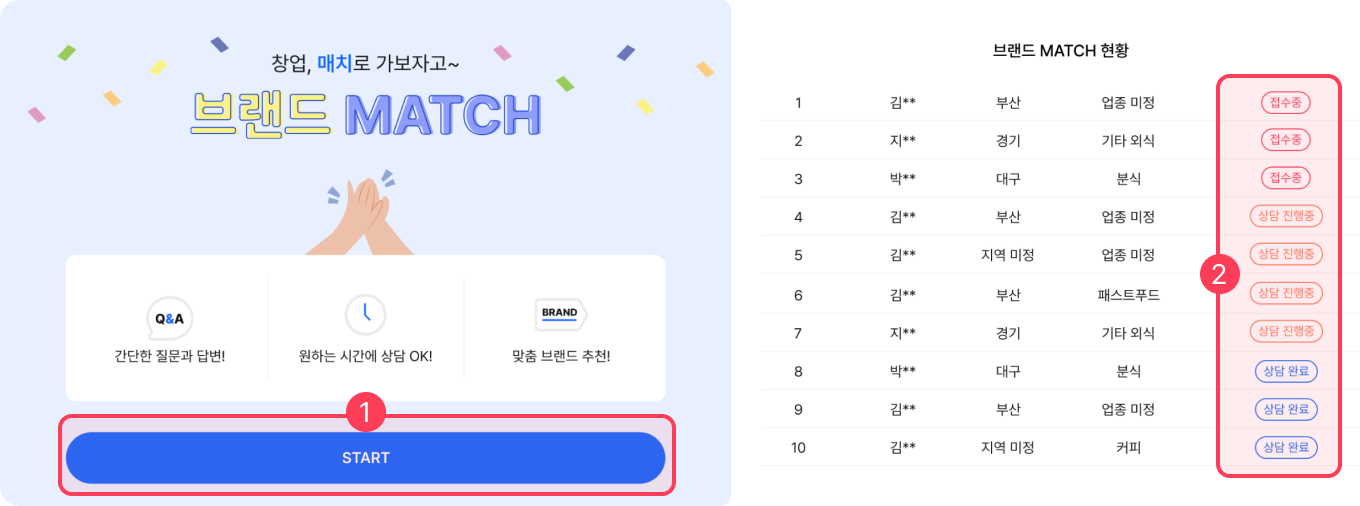 창업, 매치로 가보자고~
브랜드 MATCH
Q&A
간단한 질문과 답변!
원하는 시간에 상담 OK!
BRAND
맞춤 브랜드 추천!
1
START
브랜드 MATCH 현황
1 김** 부산 업종 미정 접수중
2 지** 경기 기타 외식 접수중
3 박** 대구 분식 접수중
4 김** 부산 업종 미정 상담 진행중
5 김** 지역 미정 업종 미정 상담 진행중
2
6 김** 부산 패스트푸드 상담 진행중
7 지** 경기 기타 외식 상담 진행중
8 박** 대구 분식 상담 완료
9 김** 부산 업종 미정 상담 완료
10 김** 지역 미정 커피 상담 완료